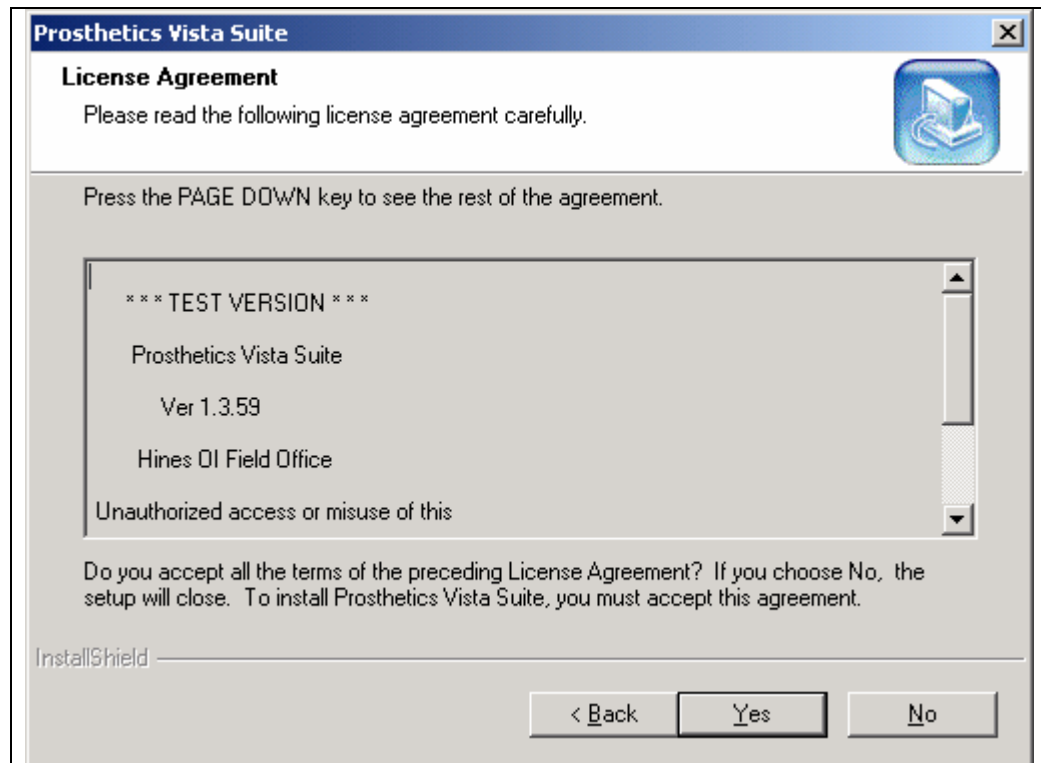 Prosthetics Vista Suite
License Agreement
Please read the following license agreement carefully.
Press the PAGE DOWN key to see the rest of the agreement.
* * * TEST VERSION * * *
Prosthetics Vista Suite
Ver 1.3.59
Hines OI Field Office
Unauthorized access or misuse of this
Do you accept all the terms of the preceding License Agreement?  If you choose No,  the
setup will close.  To install Prosthetics Vista Suite, you must accept this agreement.
InstallShield
< Back
Yes
No